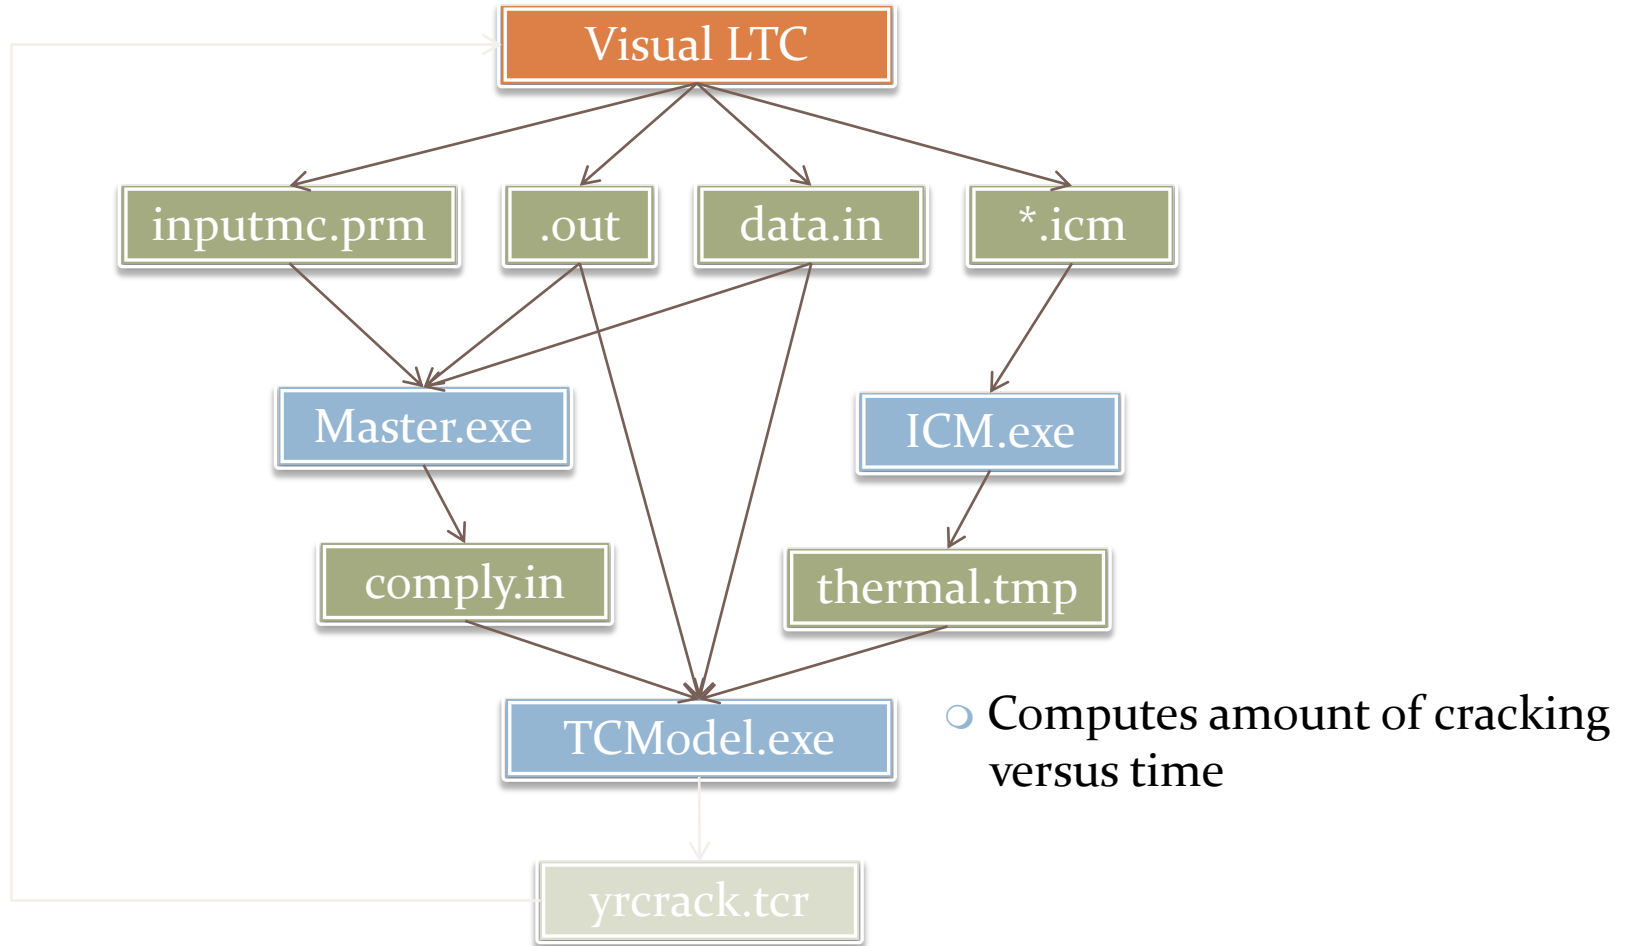 Visual LTC
inputmc.prm
.out
data.in
*.icm
Master.exe
ICM.exe
comply.in
thermal.tmp
TCModel.exe
Computes amount of cracking
versus time
yrcrack.tcr